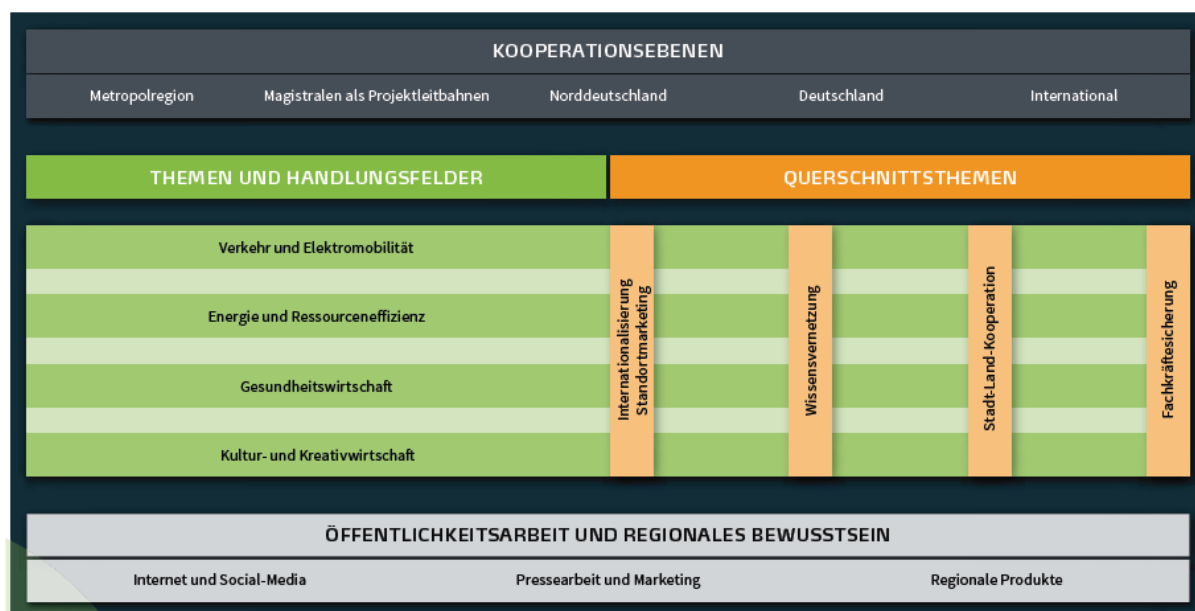 KOOPERATIONSEBENEN
Metropolregion Magistralen als Projektleitbahnen Norddeutschland Deutschland International
THEMEN UND HANDLUNGSFELDER
QUERSCHNITTSTHEMEN
Verkehr und Elektromobilität
Energie und Ressourceneffizienz
Gesundheitswirtschaft
Kultur- und Kreativwirtschaft
Internationalisierung
Standortmarketing
Wissensvernetzung
Stadt-Land-Kooperation
Fachkräftesicherung
ÖFFENTLICHKEITSARBEIT UND REGIONALES BEWUSSTSEIN
Internet und Social-Media Pressearbeit und Marketing Regionale Produkte